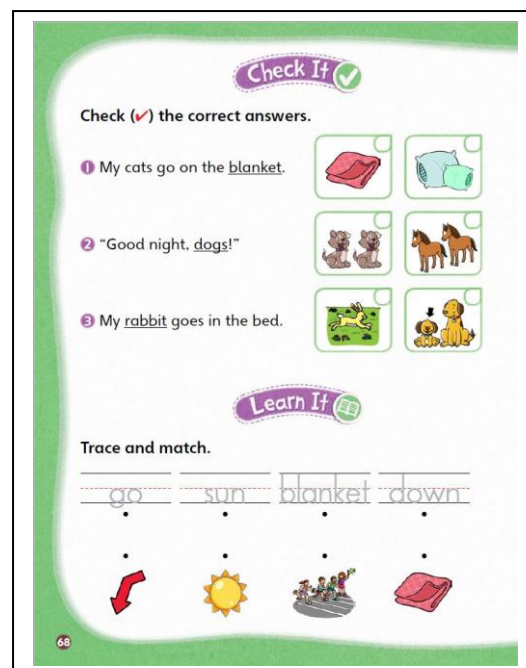 Check It
Check (✔) the correct answers.
1 My cats go on the blanket.
2 “Good night, dogs!”
3 My rabbit goes in the bed.
Learn It
Trace and match.
go sun blanket down
68